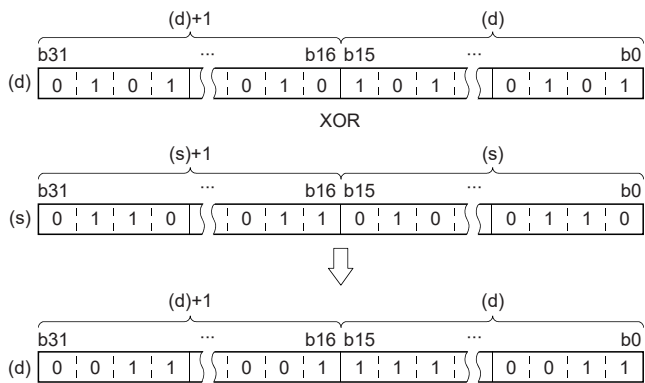 (d)+1 (d)
b31 ... b16 b15 ... b0
(d) 0 1 0 1 0 1 0 1 0 1 0 1 0 1
XOR
(s)+1 (s)
b31 ... b16 b15 ... b0
(s) 0 1 1 0 0 1 1 0 1 0 0 1 1 0
(d)+1 (d)
b31 ... b16 b15 ... b0
(d) 0 0 1 1 0 0 1 1 1 1 0 0 1 1